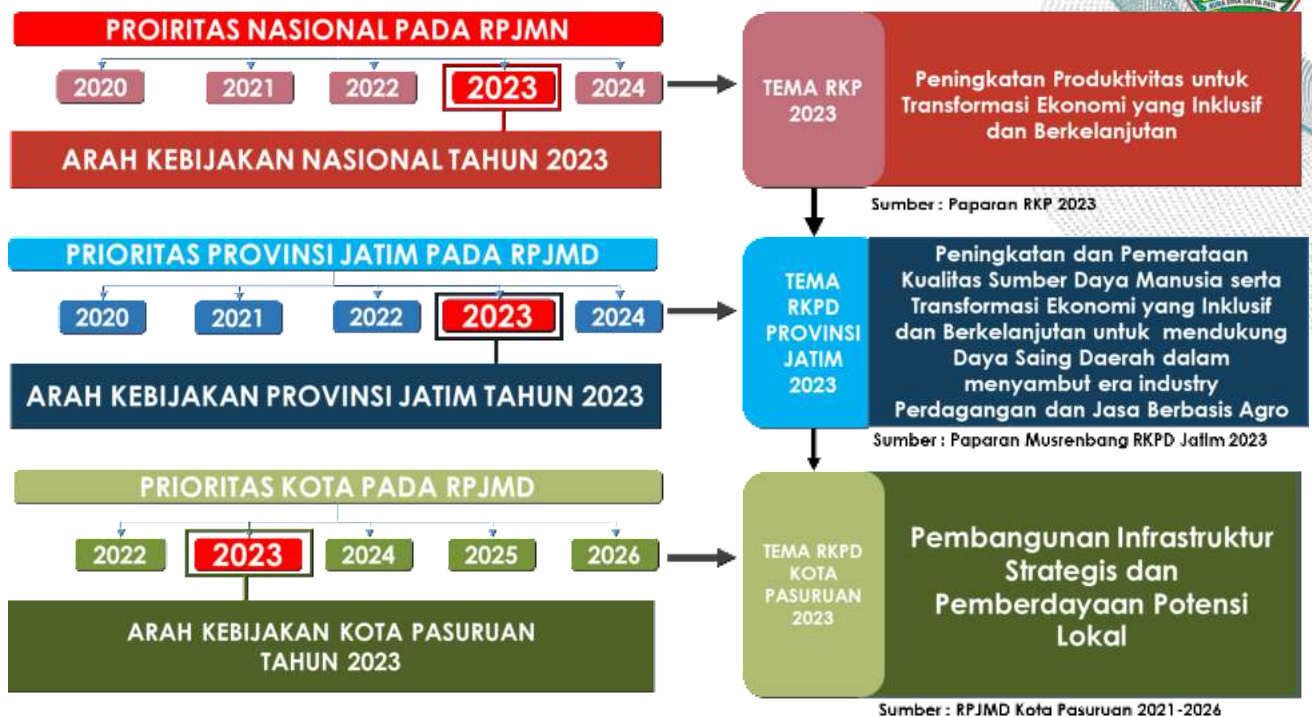 SURA DIRA SATYA PATI
PROIRITAS NASIONAL PADA RPJMN
2020
2021
2022
2023
2024
ARAH KEBIJAKAN NASIONAL TAHUN 2023
TEMA RKP
2023
Peningkatan Produktivitas untuk
Transformasi Ekonomi yang Inklusif
dan Berkelanjutan
Sumber : Paparan RKP 2023
PRIORITAS PROVINSI JATIM PADA RPJMD
2020
2021
2022
2023
2024
ARAH KEBIJAKAN PROVINSI JATIM TAHUN 2023
TEMA
RKPD
PROVINSI
JATIM
2023
Peningkatan dan Pemerataan
Kualitas Sumber Daya Manusia serta
Transformasi Ekonomi yang Inklusif
dan Berkelanjutan untuk mendukung
Daya Saing Daerah dalam
menyambut era industry
Perdagangan dan Jasa Berbasis Agro
Sumber : Paparan Musrenbang RKPD Jatim 2023
PRIORITAS KOTA PADA RPJMD
2022
2023
2024
2025
2026
ARAH KEBIJAKAN KOTA PASURUAN
TAHUN 2023
TEMA RKPD
KOTA
PASURUAN
2023
Pembangunan Infrastruktur
Strategis dan
Pemberdayaan Potensi
Lokal
Sumber : RPJMD Kota Pasuruan 2021-2026